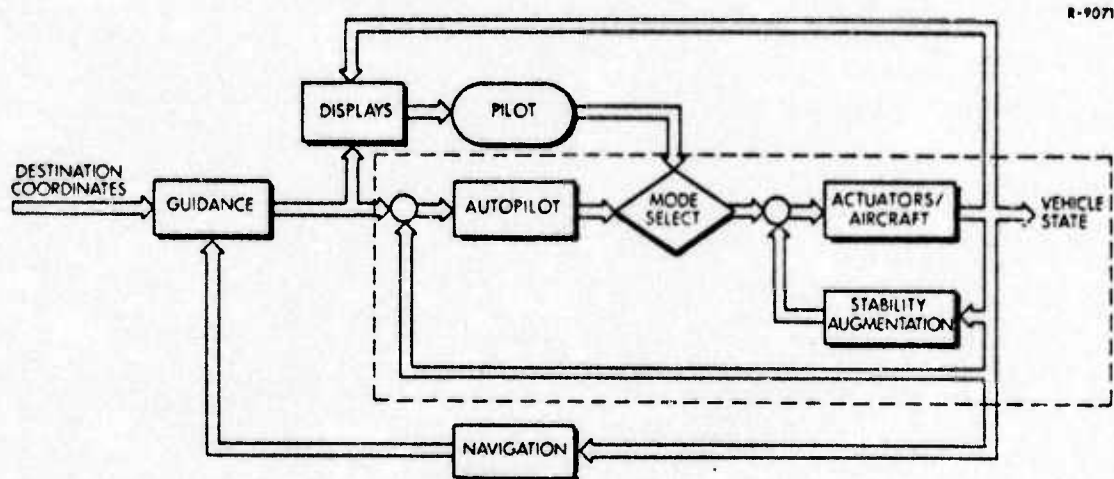 R-9071
DISPLAYS
PILOT
DESTINATION
COORDINATES
GUIDANCE
AUTOPILOT
MODE
SELECT
ACTUATORS/
AIRCRAFT
VEHICLE
STATE
STABILITY
AUGMENTATION
NAVIGATION